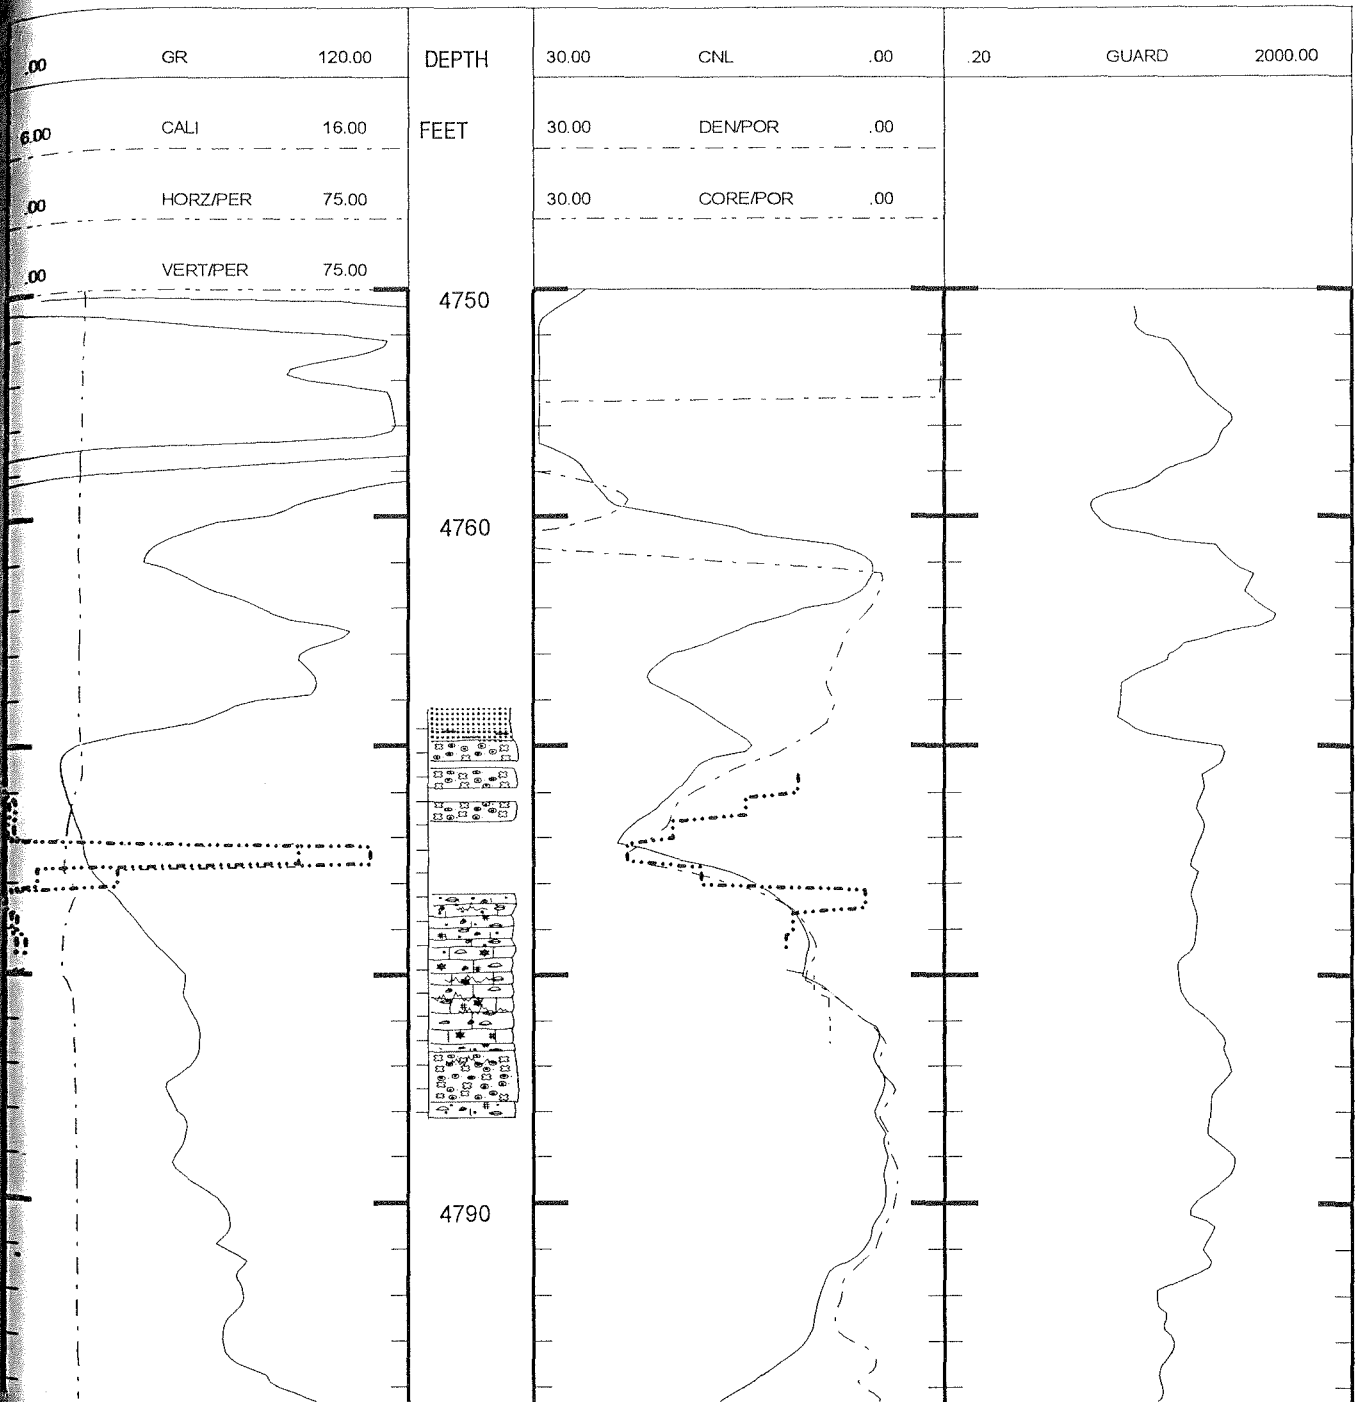 .00 GR 120.00 DEPTH 30.00 CNL .00 .20 GUARD 2000.00
6.00 CALI 16.00 FEET 30.00 DEN/POR .00
.00 HORZ/PER 75.00 30.00 CORE/POR .00
.00 VERT/PER 75.00
4750
4760
4790